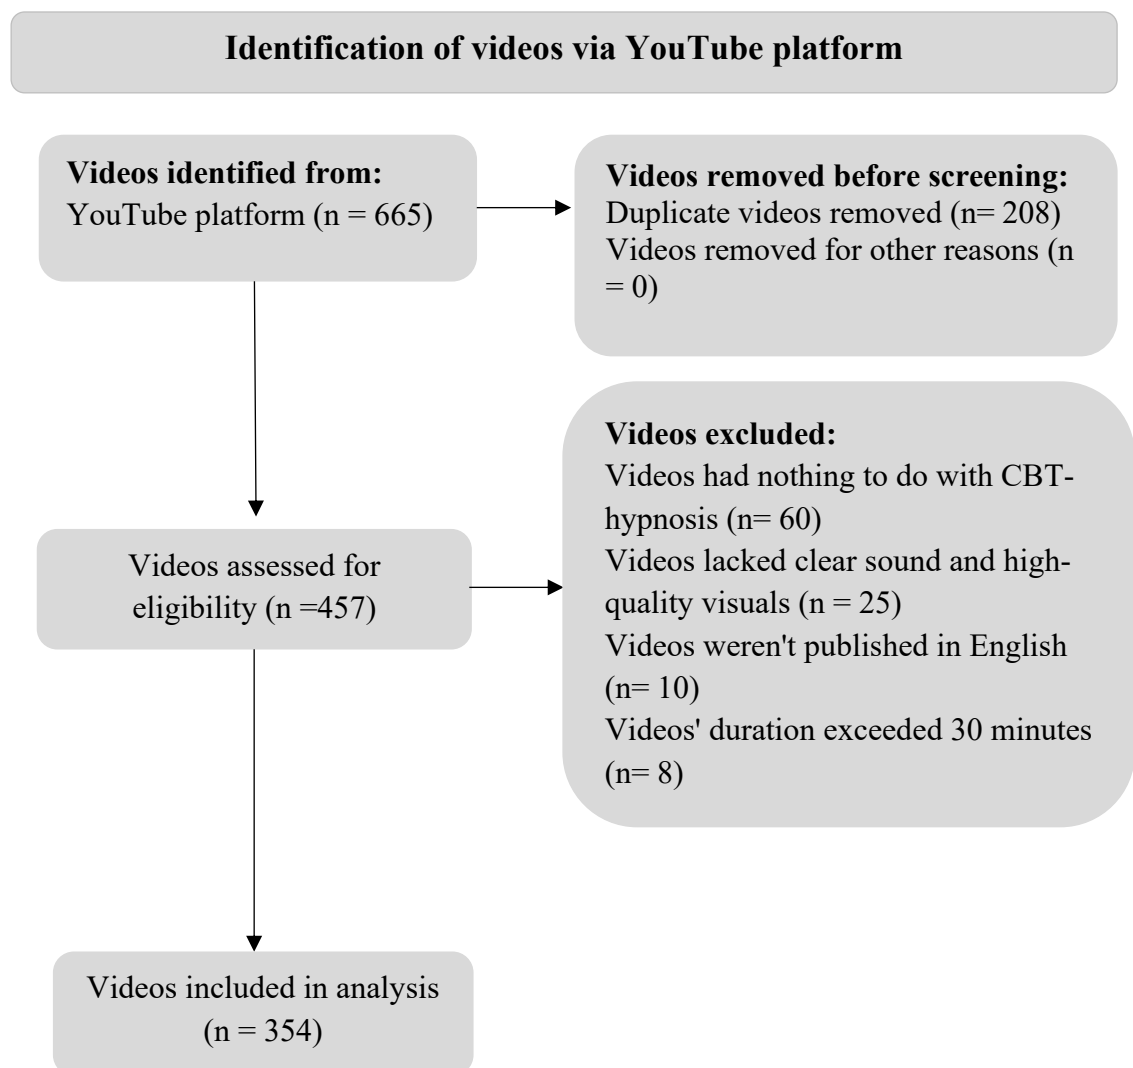 Identification of videos via YouTube platform
Videos identified from:
YouTube platform (n = 665)
Videos removed before screening:
Duplicate videos removed (n= 208)
Videos removed for other reasons (n
= 0)
Videos excluded:
Videos had nothing to do with CBT-
hypnosis (n= 60)
Videos lacked clear sound and high-
quality visuals (n = 25)
Videos weren't published in English
(n= 10)
Videos' duration exceeded 30 minutes
(n= 8)
Videos assessed for
eligibility (n =457)
Videos included in analysis
(n = 354)